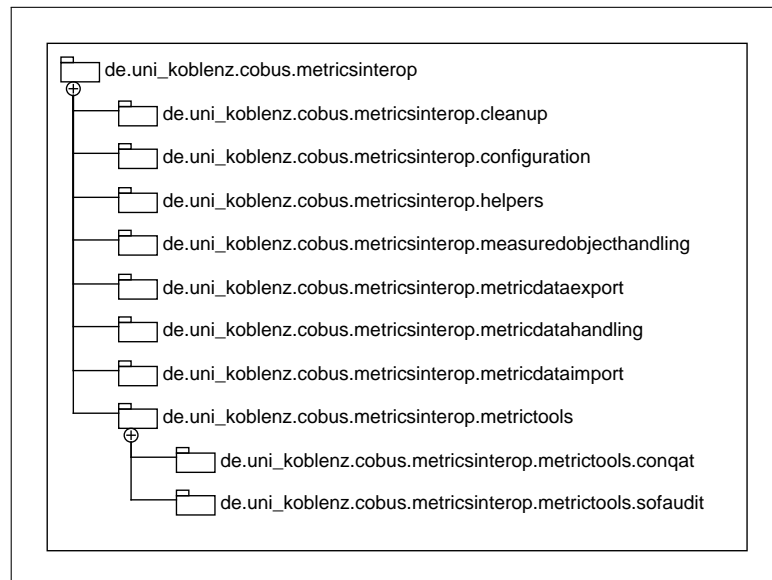 de.uni_koblenz.cobus.metricsinterop
de.uni_koblenz.cobus.metricsinterop.cleanup
de.uni_koblenz.cobus.metricsinterop.configuration
de.uni_koblenz.cobus.metricsinterop.helpers
de.uni_koblenz.cobus.metricsinterop.measuredobjecthandling
de.uni_koblenz.cobus.metricsinterop.metricdataexport
de.uni_koblenz.cobus.metricsinterop.metricdatahandling
de.uni_koblenz.cobus.metricsinterop.metricdataimport
de.uni_koblenz.cobus.metricsinterop.metrictools
de.uni_koblenz.cobus.metricsinterop.metrictools.conqat
de.uni_koblenz.cobus.metricsinterop.metrictools.sofaudit